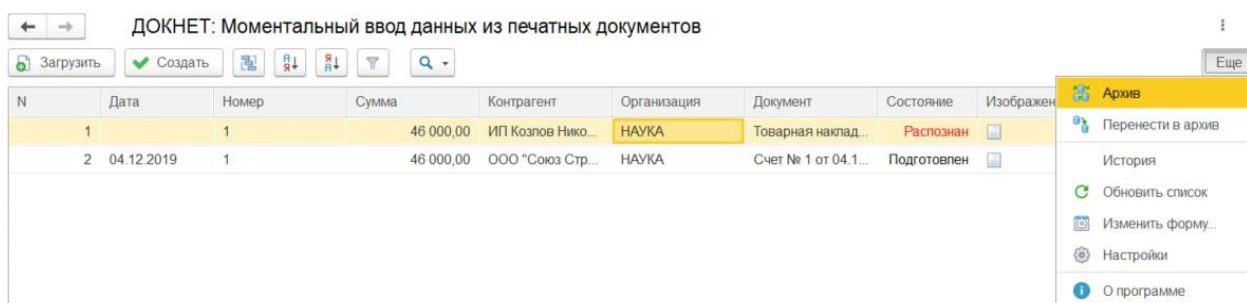 ДОКНЕТ: Моментальный ввод данных из печатных документов
Загрузить Создать Еще
N Дата Номер Сумма Контрагент Организация Документ Состояние Изображен
1 1 46 000,00 ИП Козлов Нико... НАУКА Товарная наклад... Распознан
2 04.12.2019 1 46 000,00 ООО "Союз Стр... НАУКА Счет № 1 от 04.1... Подготовлен
Архив
Перенести в архив
История
Обновить список
Изменить форму...
Настройки
О программе